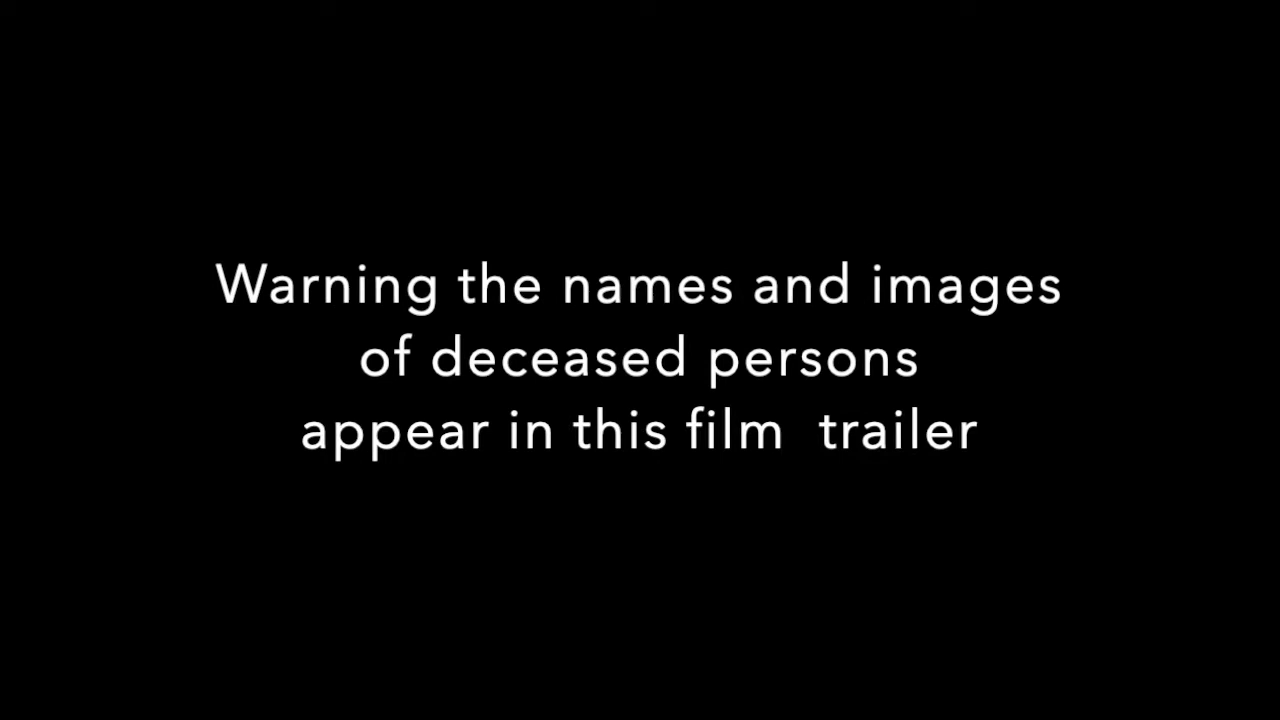 Warning the names and images
of deceased persons
appear in this film  trailer